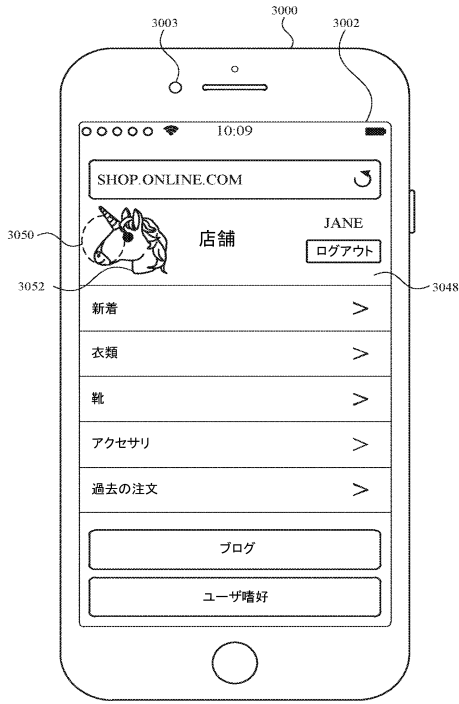 3000
3003
3002
10:09
SHOP.ONLINE.COM
JANE
店舗
ログアウト
3050
3052
3048
新着
>
衣類
>
靴
>
アクセサリ
>
過去の注文
>
ブログ
ユーザ嗜好